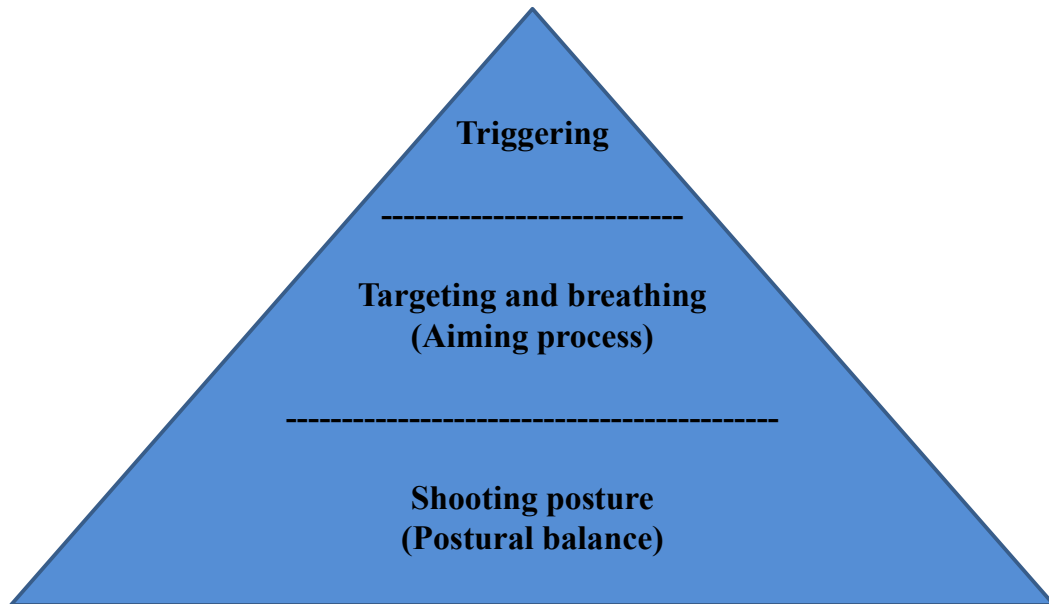 Triggering
Targeting and breathing
(Aiming process)
Shooting posture
(Postural balance)